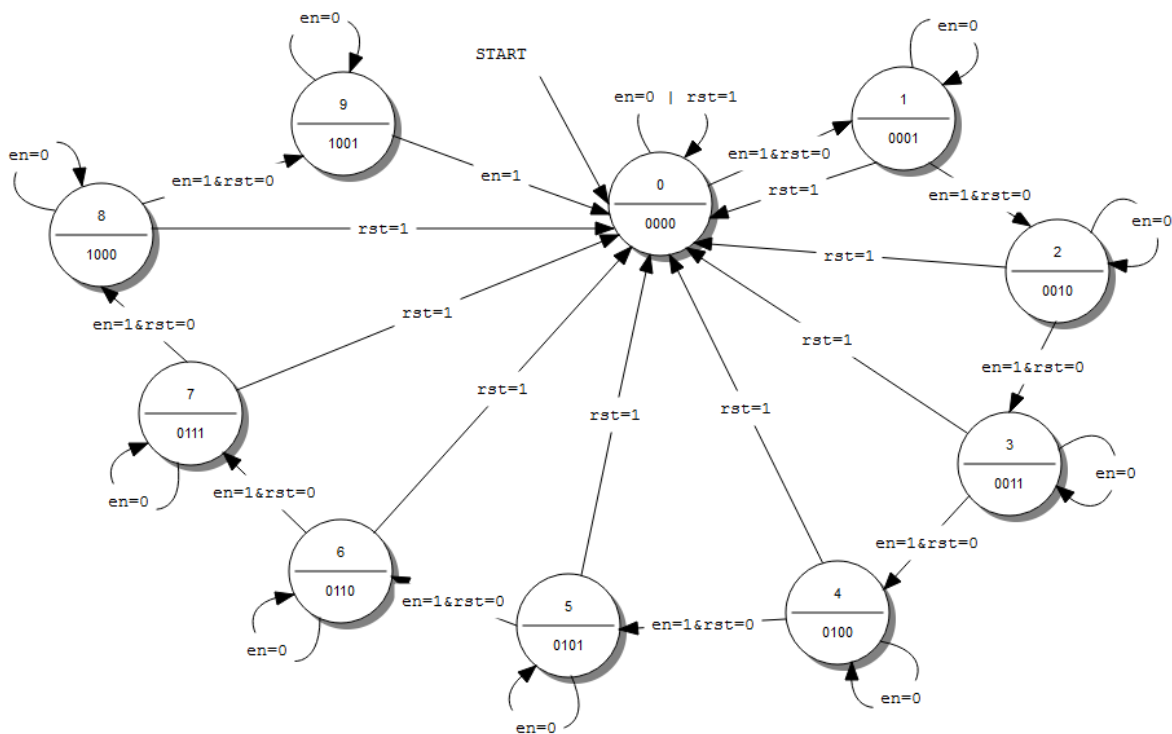 en=0
en=0
START
9
1001
1
0001
en=0 | rst=1
en=0
en=1&rst=0
en=1&rst=0
en=1
0
0000
rst=1
en=1&rst=0
8
1000
rst=1
en=0
2
0010
rst=1
en=1&rst=0
rst=1
rst=1
en=1&rst=0
7
0111
rst=1
rst=1
rst=1
3
0011
en=0
en=0
en=1&rst=0
en=1&rst=0
6
0110
en=1&rst=0
5
0101
en=1&rst=0
4
0100
en=0
en=0
en=0